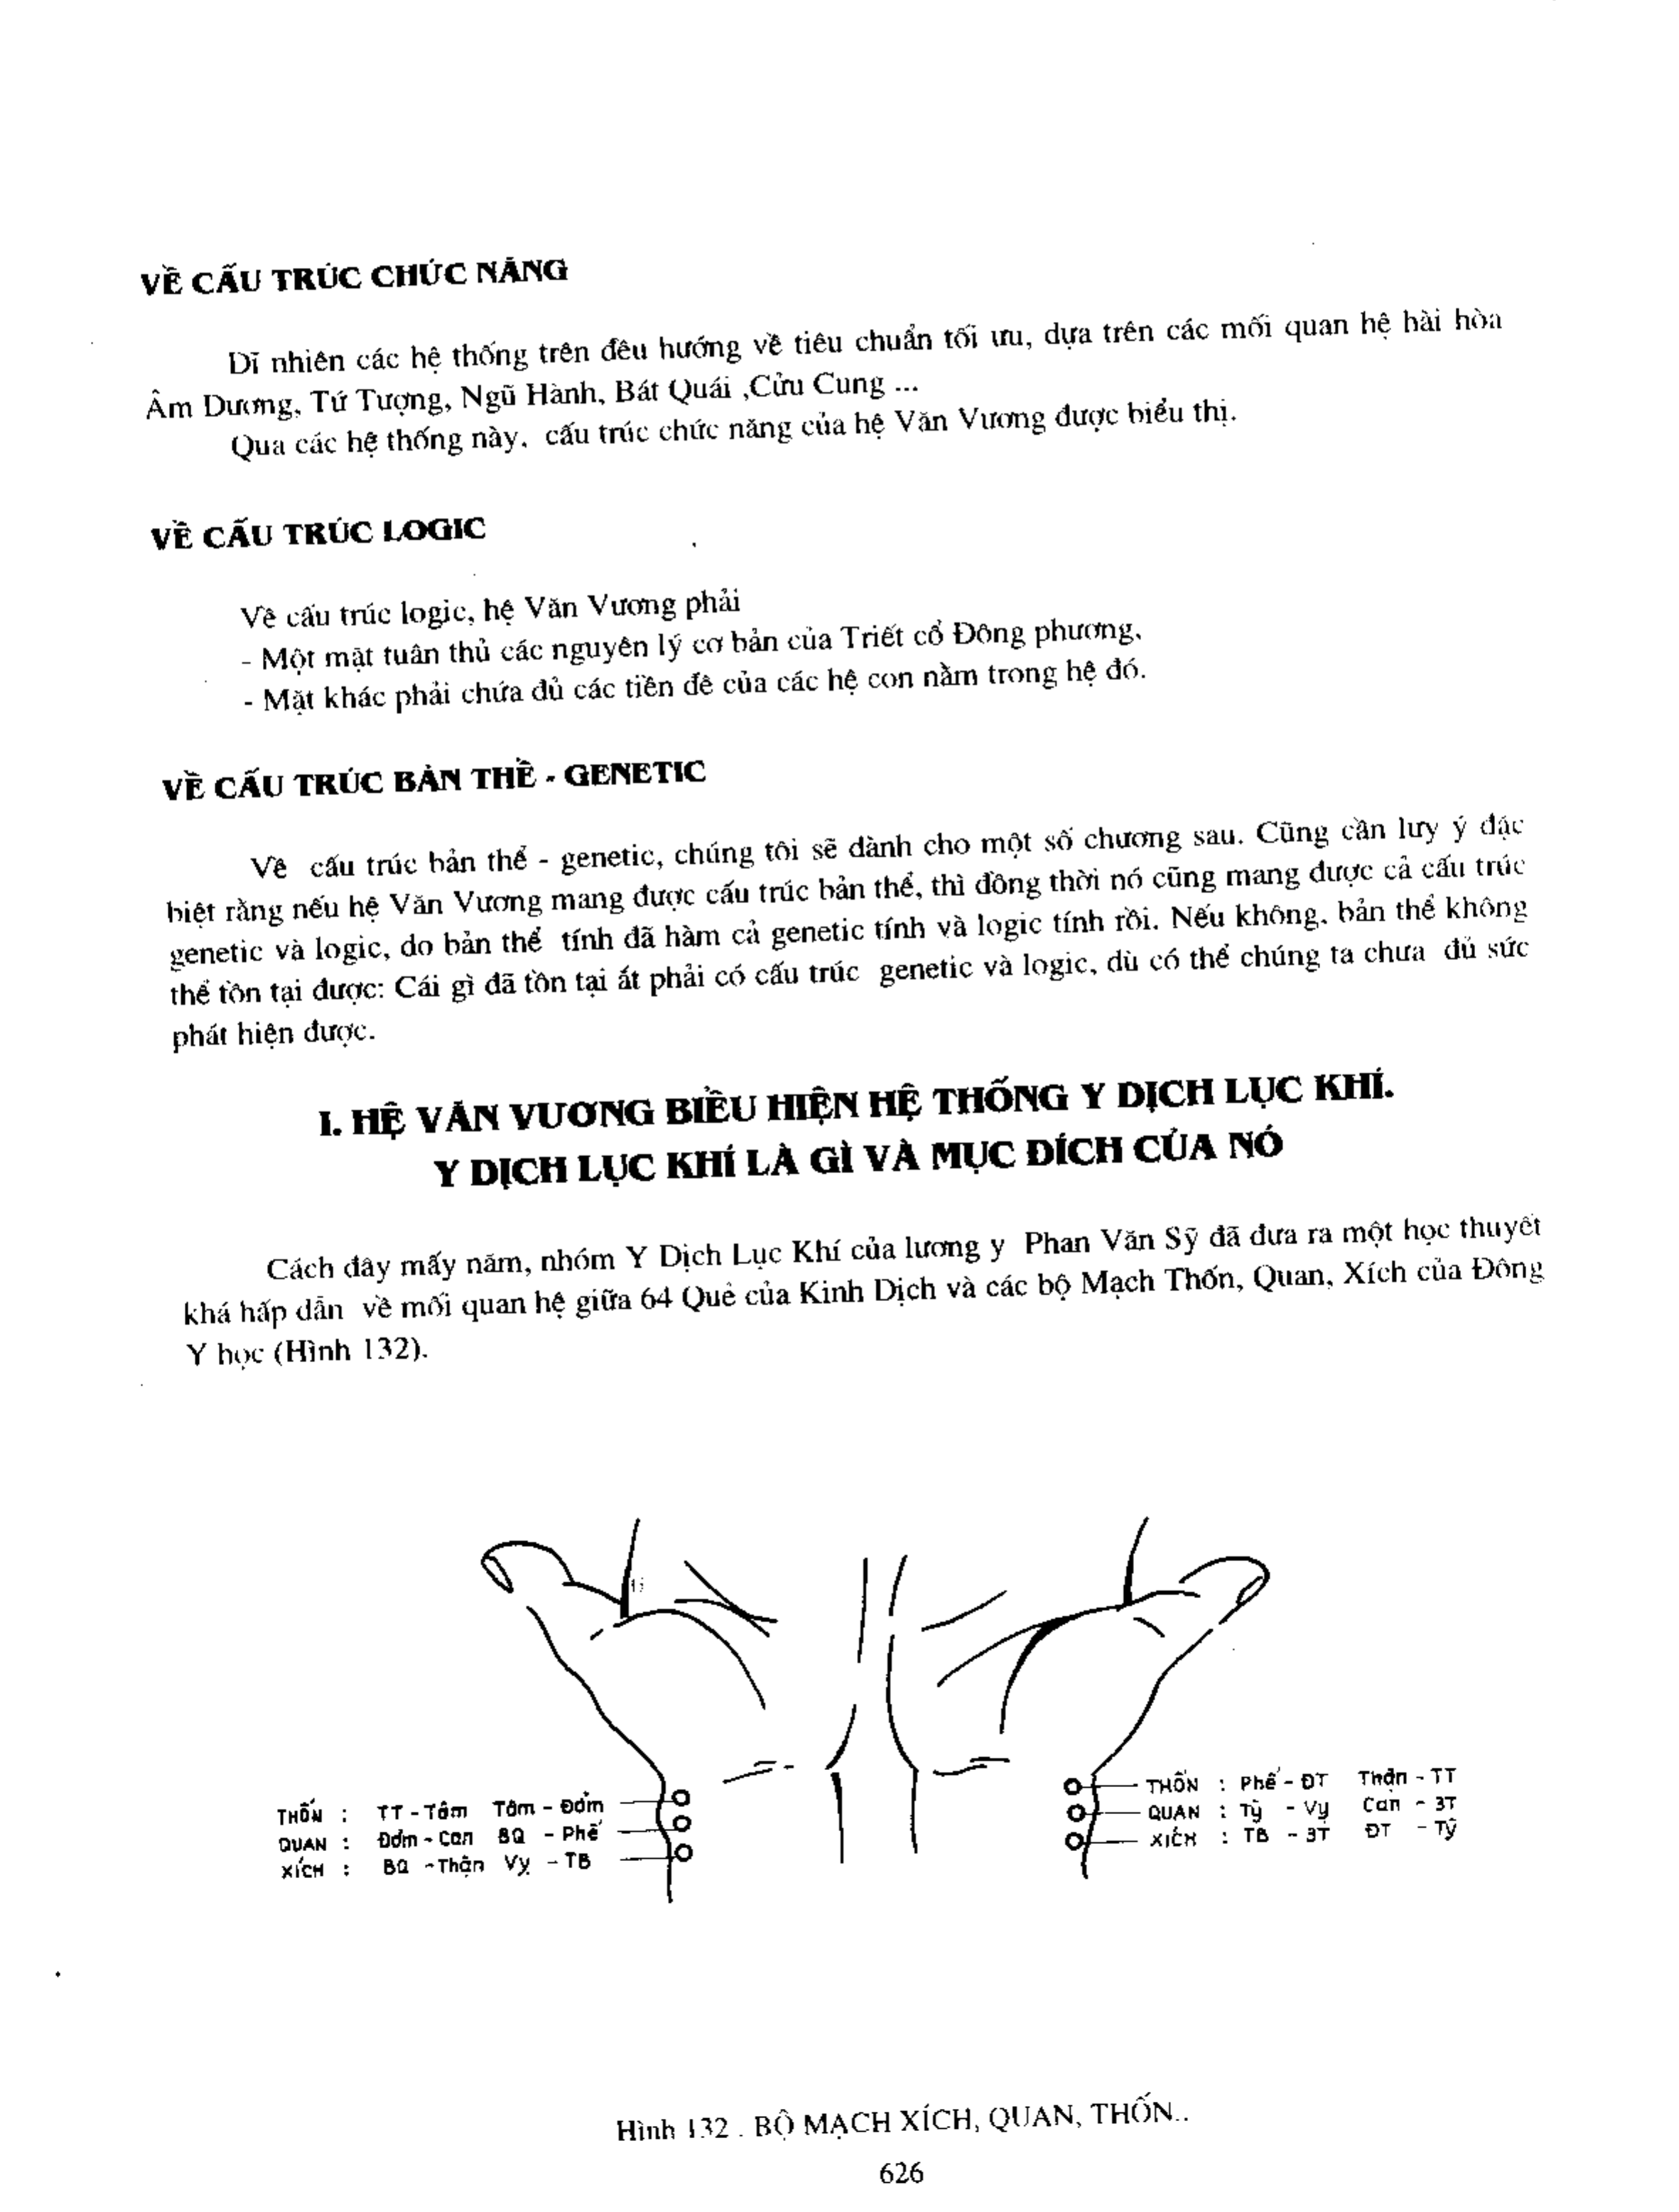 VỀ CẤU TRÚC CHỨC NĂNG
Dĩ nhiên các hệ thống trên đều hướng về tiêu chuẩn tối ưu, dựa trên các mối quan hệ hài hòa
Âm Dương, Tứ Tượng, Ngũ Hành, Bát Quái ,Cửu Cung ...
Qua các hệ thống này, cấu trúc chức năng của hệ Văn Vương được biểu thị.
VỀ CẤU TRÚC LOGIC
Về cấu trúc logic, hệ Văn Vương phải
- Một mặt tuân thủ các nguyên lý cơ bản của Triết cổ Đông phương,
- Mặt khác phải chứa đủ các tiền đề của các hệ con nằm trong hệ đó.
VỀ CẤU TRÚC BẢN THỂ - GENETIC
Về cấu trúc bản thể - genetic, chúng tôi sẽ dành cho một số chương sau. Cũng cần lưy ý đặc
biệt rằng nếu hệ Văn Vương mang được cấu trúc bản thể, thì đồng thời nó cũng mang được cả cấu trúc
genetic và logic, do bản thể tính đã hàm cả genetic tính và logic tính rồi. Nếu không, bản thể không
thể tồn tại được: Cái gì đã tồn tại ắt phải có cấu trúc genetic và logic, dù có thể chúng ta chưa đủ sức
phát hiện được.
I. HỆ VĂN VƯƠNG BIỂU HIỆN HỆ THỐNG Y DỊCH LỤC KHÍ.
Y DỊCH LỤC KHÍ LÀ GÌ VÀ MỤC ĐÍCH CỦA NÓ
Cách đây mấy năm, nhóm Y Dịch Lục Khí của lương y Phan Văn Sỹ đã đưa ra một học thuyết
khá hấp dẫn về mối quan hệ giữa 64 Quẻ của Kinh Dịch và các bộ Mạch Thốn, Quan, Xích của Đông
Y học (Hình 132).
THỐN : TT - Tâm Tâm - Đởm
QUAN : Đởm - Can BQ - Phế
XÍCH : BQ - Thận Vỵ - TB
THỐN : Phế - ĐT Thận - TT
QUAN : Tỳ - Vỵ Can - 3T
XÍCH : TB - 3T ĐT - Tỳ
Hình 132 . BỘ MẠCH XÍCH, QUAN, THỐN..
626